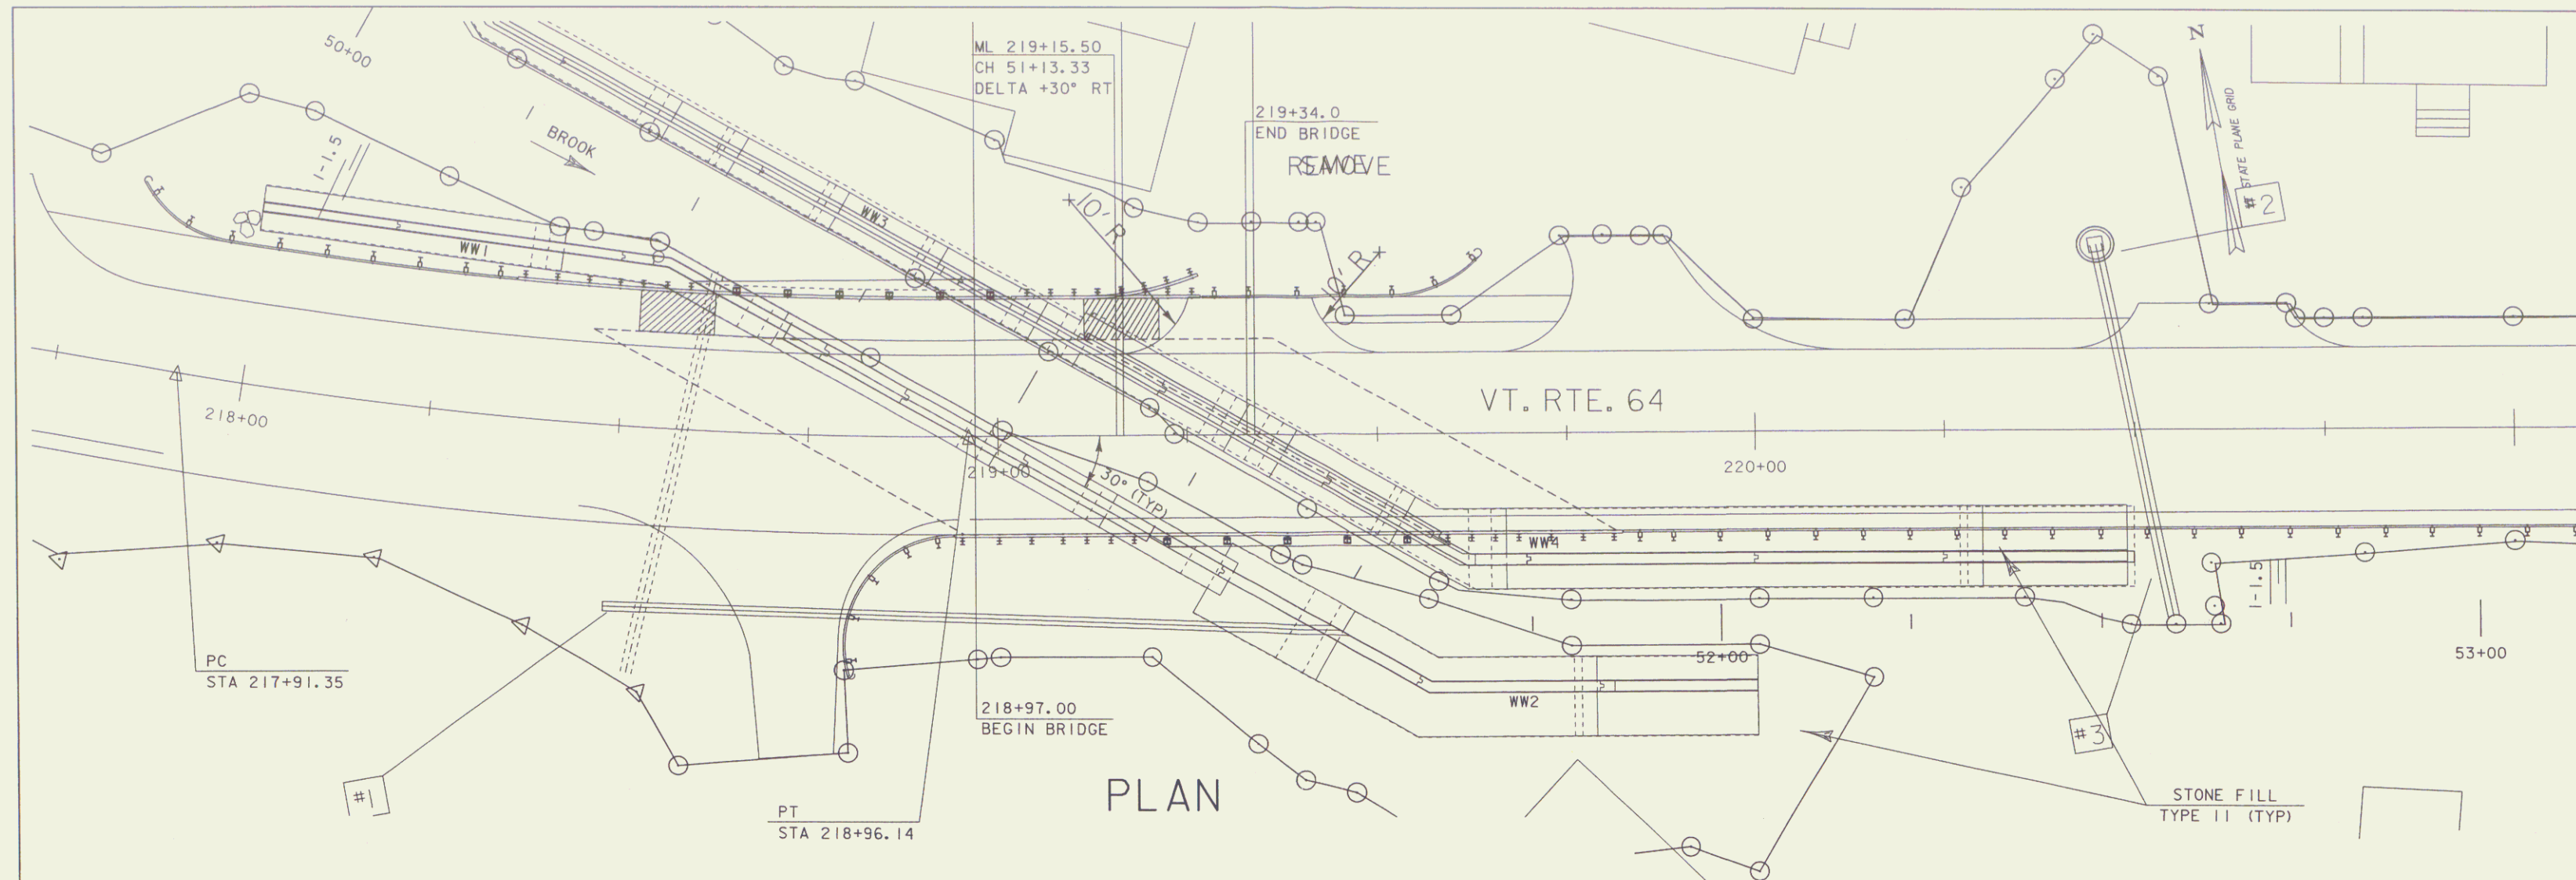 50+00
ML 219+15.50
CH 51+13.33
DELTA +30° RT
219+34.0
END BRIDGE
REMOVE
BROOK
1-1.5
N
STATE PLANE GRID
#2
WW3
10' R
10' R
WW1
218+00
VT. RTE. 64
219+00
30° (TYP)
220+00
WW4
1-1.5
52+00
53+00
PC
STA 217+91.35
218+97.00
BEGIN BRIDGE
WW2
#3
#1
PLAN
PT
STA 218+96.14
STONE FILL
TYPE II (TYP)